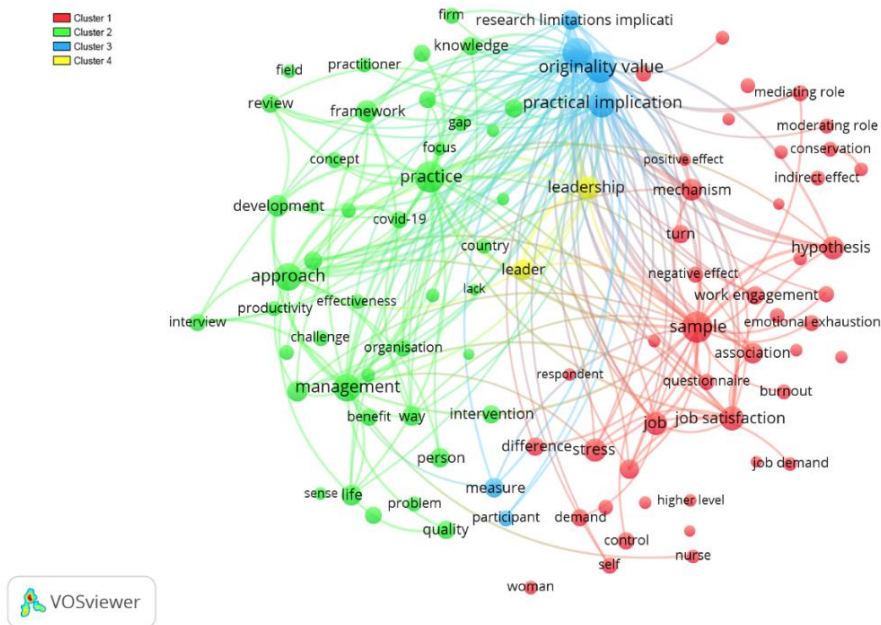 Cluster 1
Cluster 2
Cluster 3
Cluster 4
firm
research limitations implicati
knowledge
originality value
practitioner
field
mediating role
review
framework
practical implication
gap
moderating role
focus
conservation
concept
positive effect
indirect effect
practice
leadership
mechanism
development
covid-19
turn
country
hypothesis
approach
leader
negative effect
lack
work engagement
productivity
effectiveness
interview
sample
emotional exhaustion
challenge
organisation
association
respondent
questionnaire
management
burnout
benefit
way
intervention
job
job satisfaction
difference
stress
person
job demand
measure
sense
life
problem
higher level
participant
demand
quality
control
nurse
self
woman
VOSviewer